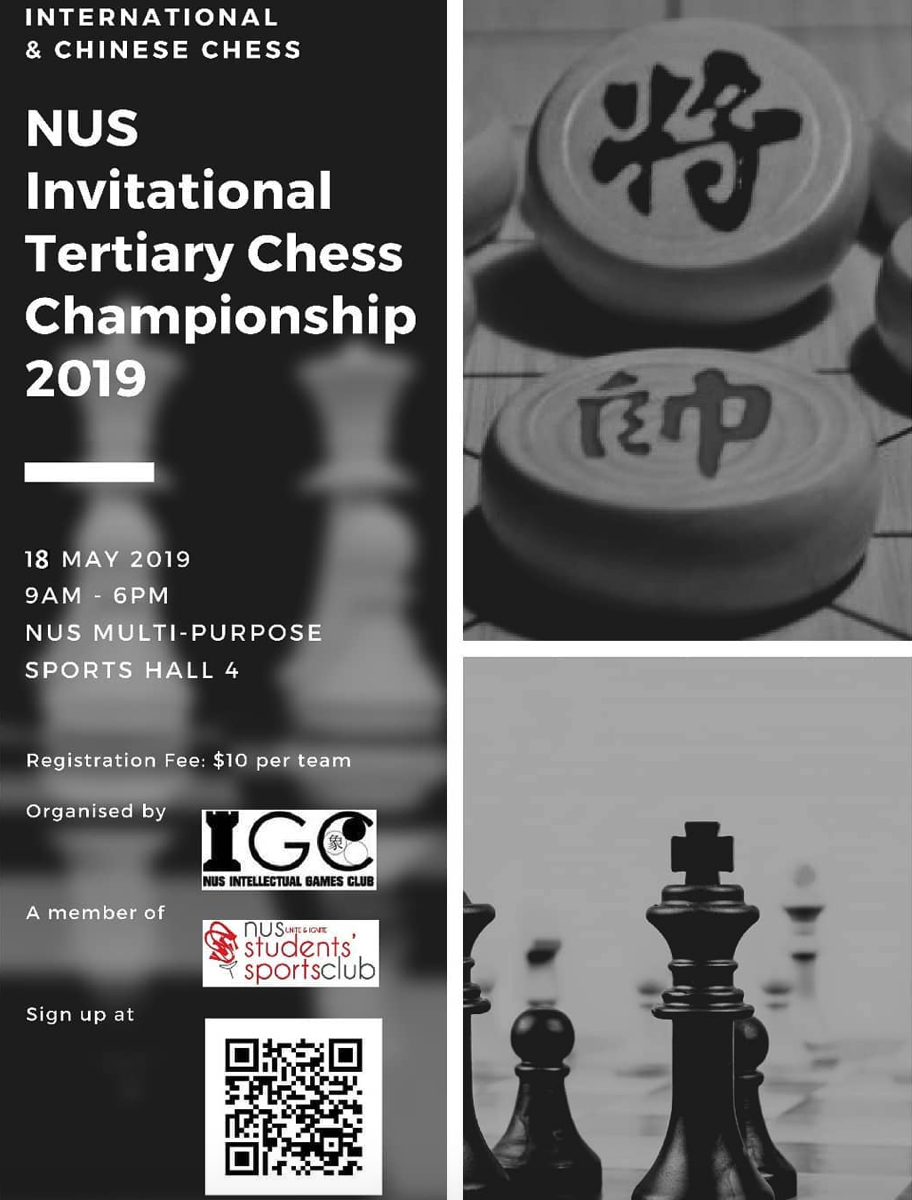 INTERNATIONAL
& CHINESE CHESS
NUS
Invitational
Tertiary Chess
Championship
2019
18 MAY 2019
9AM - 6PM
NUS MULTI-PURPOSE
SPORTS HALL 4
Registration Fee: $10 per team
Organised by
IGC
象
NUS INTELLECTUAL GAMES CLUB
A member of
nus UNITE & IGNITE
students'
sportsclub
Sign up at
将
帥